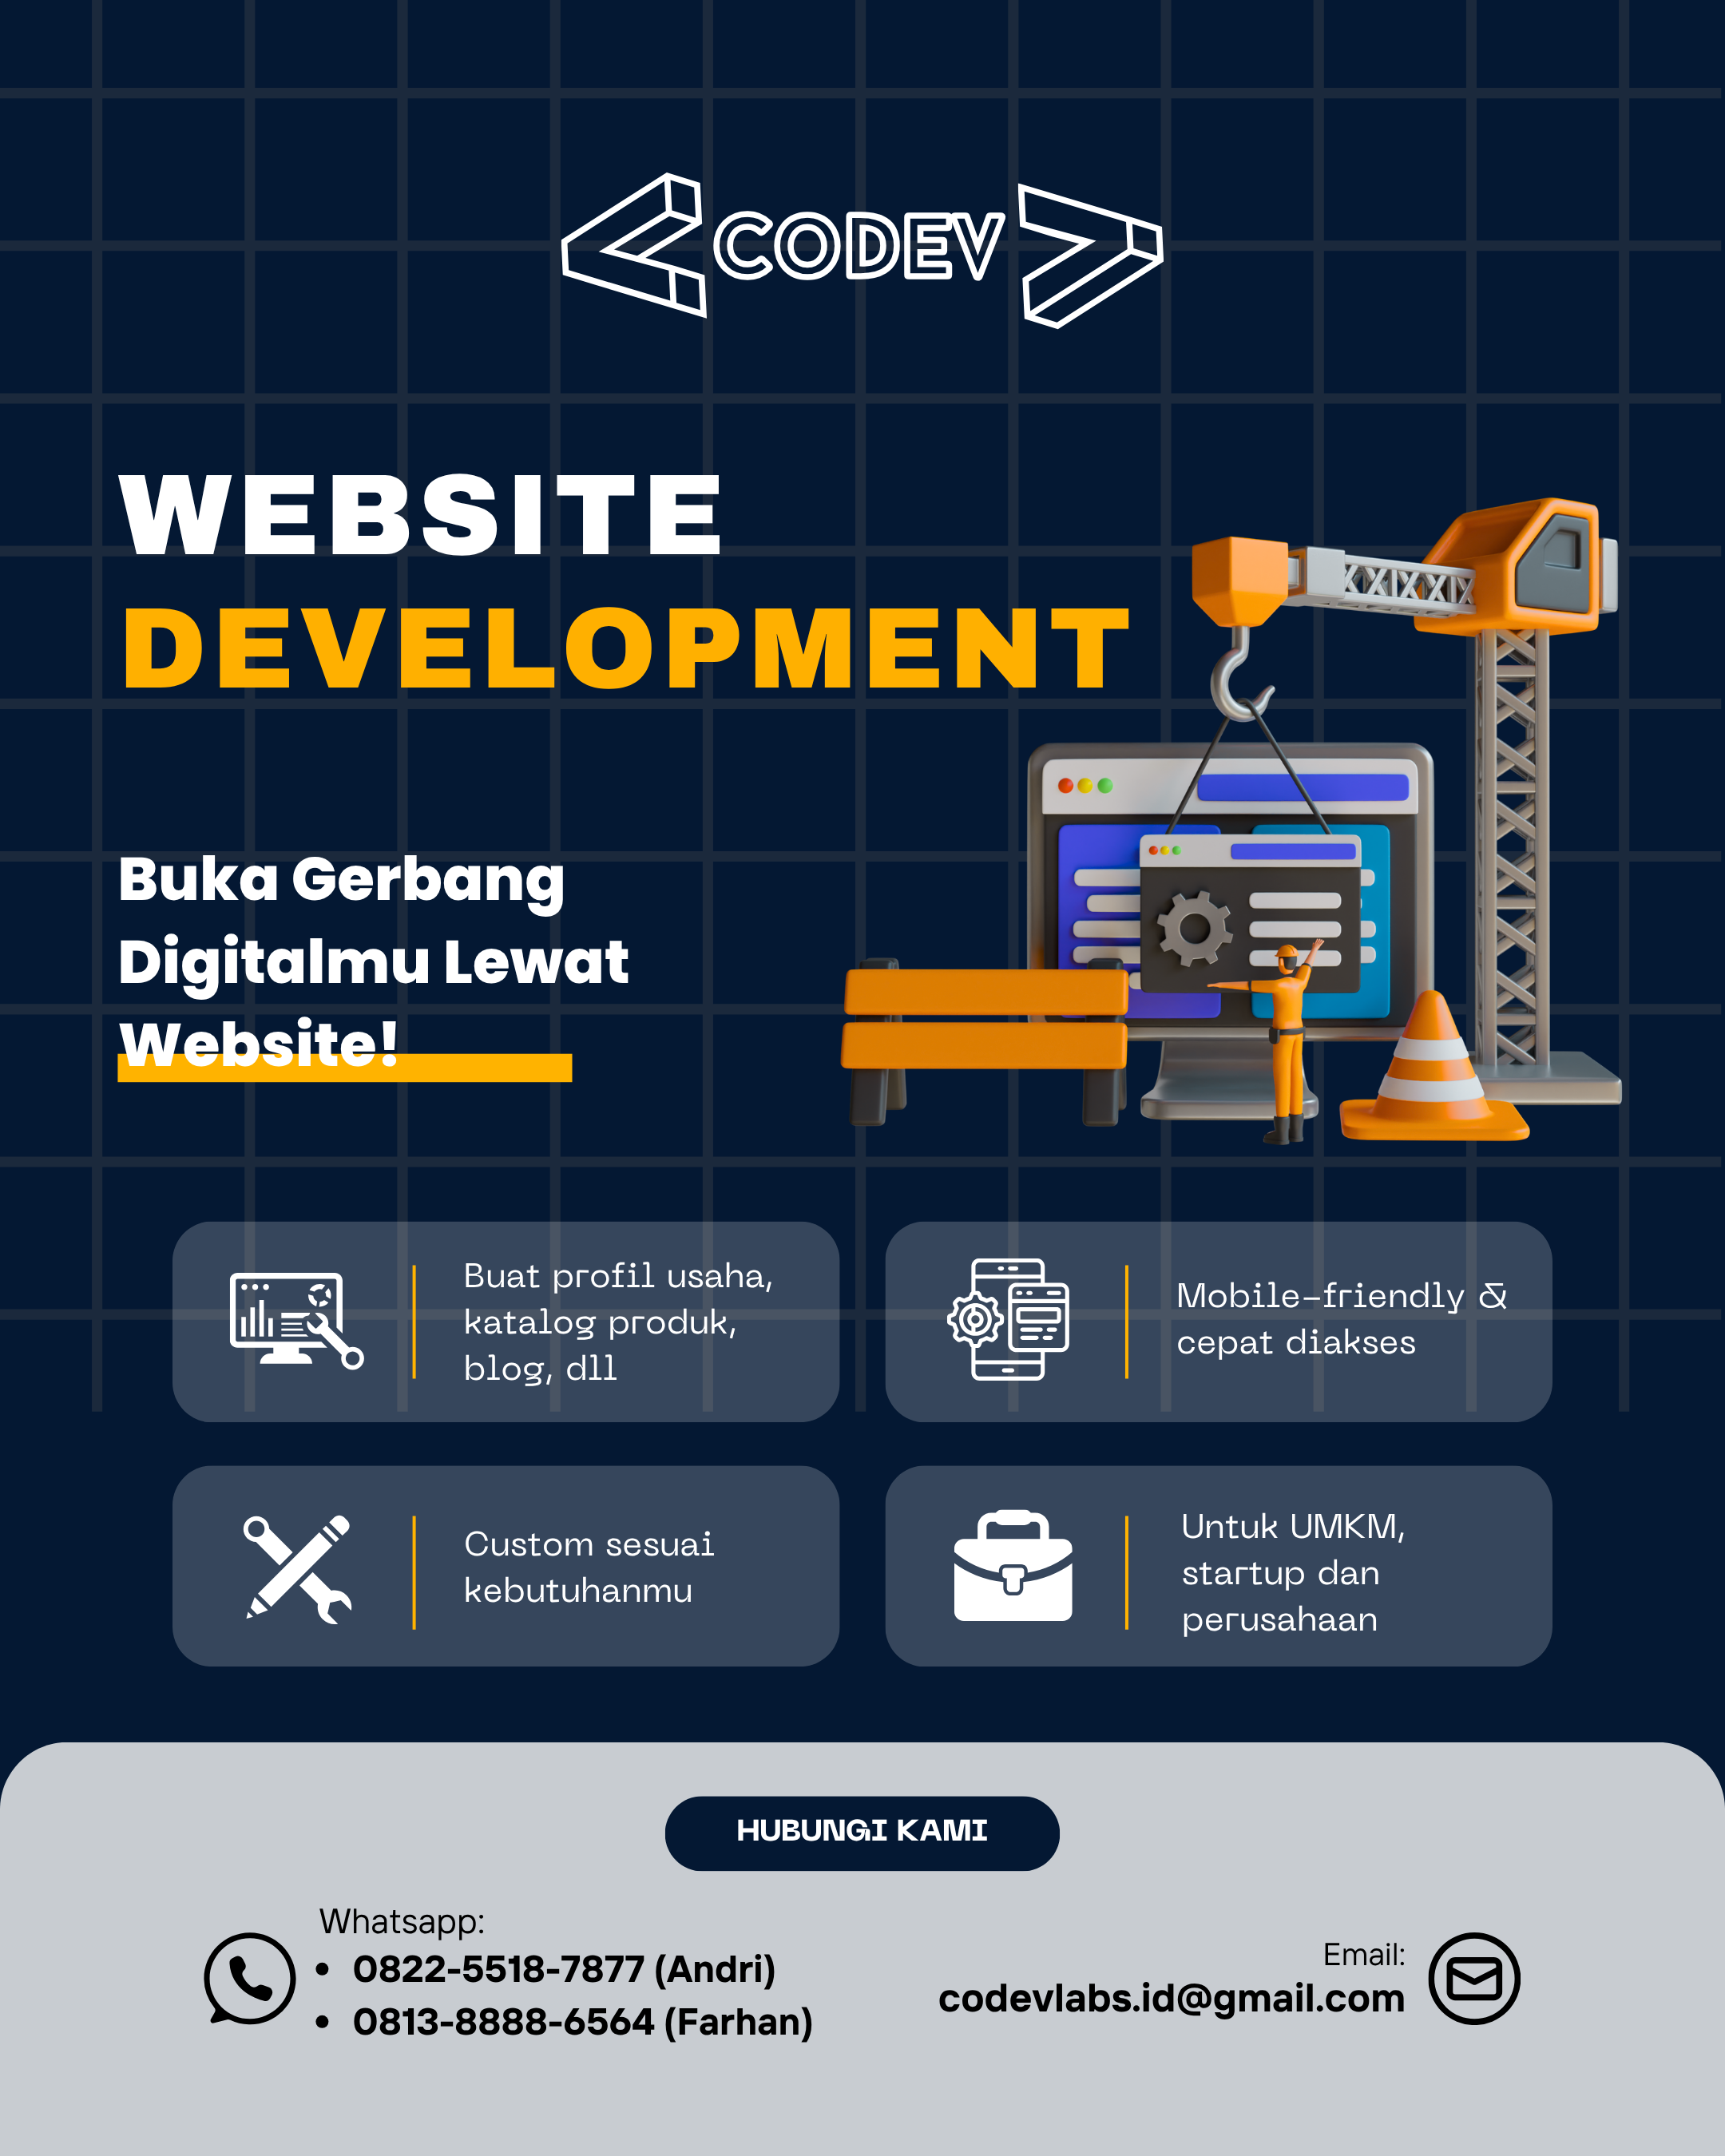 CODEV
WEBSITE
DEVELOPMENT
Buka Gerbang
Digitalmu Lewat
Website!
Buat profil usaha,
katalog produk,
blog, dll
Mobile-friendly &
cepat diakses
Custom sesuai
kebutuhanmu
Untuk UMKM,
startup dan
perusahaan
HUBUNGI KAMI
Whatsapp:
• 0822-5518-7877 (Andri)
• 0813-8888-6564 (Farhan)
Email:
codevlabs.id@gmail.com